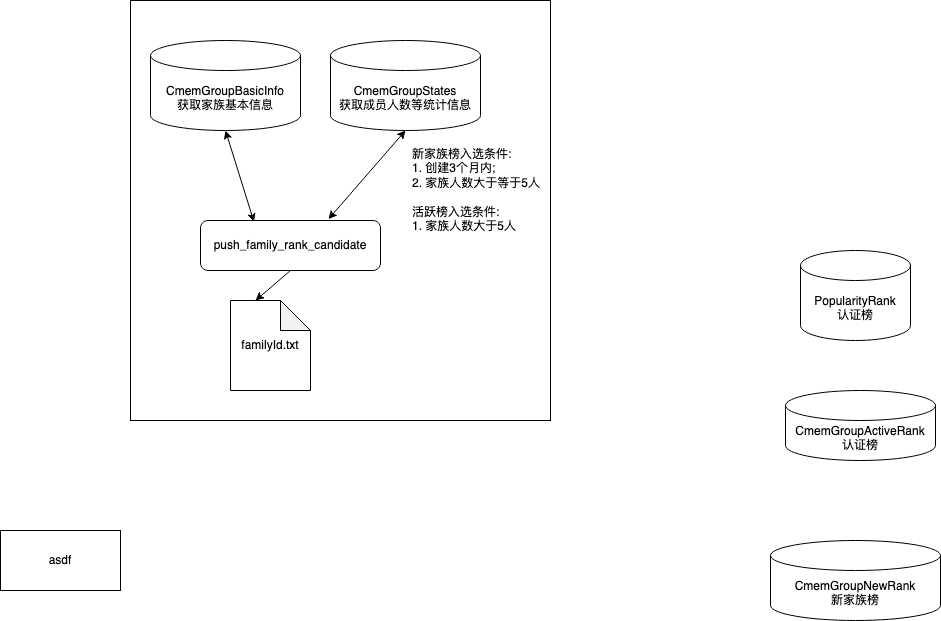 CmemGroupBasicInfo
获取家族基本信息
CmemGroupStates
获取成员人数等统计信息
新家族榜入选条件:
1. 创建3个月内;
2. 家族人数大于等于5人
活跃榜入选条件:
1. 家族人数大于5人
push_family_rank_candidate
familyId.txt
PopularityRank
认证榜
CmemGroupActiveRank
认证榜
asdf
CmemGroupNewRank
新家族榜